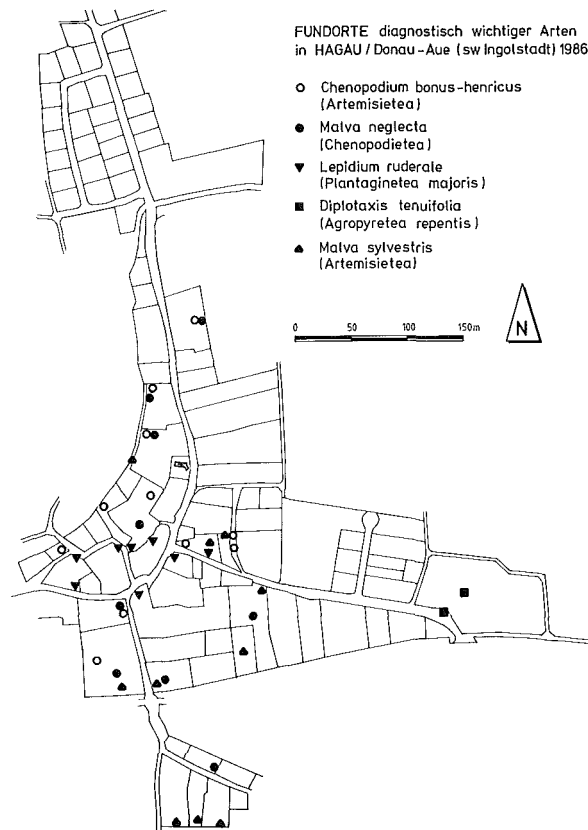 FUNDORTE diagnostisch wichtiger Arten
in HAGAU / Donau-Aue (sw Ingolstadt) 1986
Chenopodium bonus-henricus
(Artemisietea)
Malva neglecta
(Chenopodietea)
Lepidium ruderale
(Plantaginetea majoris)
Diplotaxis tenuifolia
(Agropyretea repentis)
Malva sylvestris
(Artemisietea)
0 50 100 150m
N